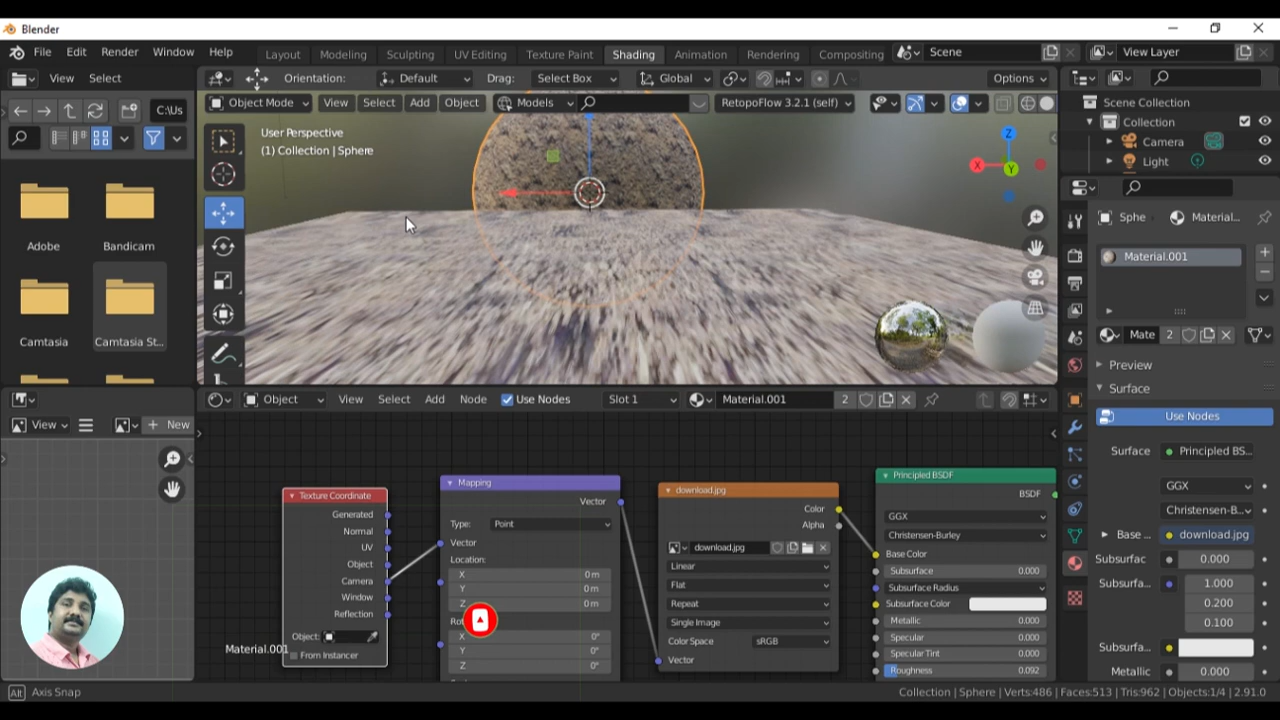 Blender
File Edit Render Window Help
Layout Modeling Sculpting UV Editing Texture Paint Shading Animation Rendering Compositing
Scene
View Layer
View Select
Orientation: Default Drag: Select Box Global Options
C:\Us
Object Mode View Select Add Object Models RetopoFlow 3.2.1 (self)
Scene Collection
Collection
Camera
Light
User Perspective
(1) Collection | Sphere
Z
X
Y
Adobe
Bandicam
Camtasia
Camtasia St...
Sphe
Material...
Material.001
Mate 2
Preview
Surface
Use Nodes
Surface Principled BS...
GGX
Christensen-B...
Base ... download.jpg
Subsurfac 0.000
Subsurfa... 1.000
0.200
0.100
Subsurfa...
Metallic 0.000
View New
Object View Select Add Node Use Nodes Slot 1 Material.001 2
Texture Coordinate
Generated
Normal
UV
Object
Camera
Window
Reflection
Object:
From Instancer
Material.001
Mapping
Vector
Type: Point
Vector
Location:
X 0 m
Y 0 m
Z 0 m
Ro
X 0°
Y 0°
Z 0°
download.jpg
Color
Alpha
download.jpg
Linear
Flat
Repeat
Single Image
Color Space sRGB
Vector
Principled BSDF
BSDF
GGX
Christensen-Burley
Base Color
Subsurface 0.000
Subsurface Radius
Subsurface Color
Metallic 0.000
Specular 0.000
Specular Tint 0.000
Roughness 0.092
Alt Axis Snap
Collection | Sphere | Verts:486 | Faces:513 | Tris:962 | Objects:1/4 | 2.91.0